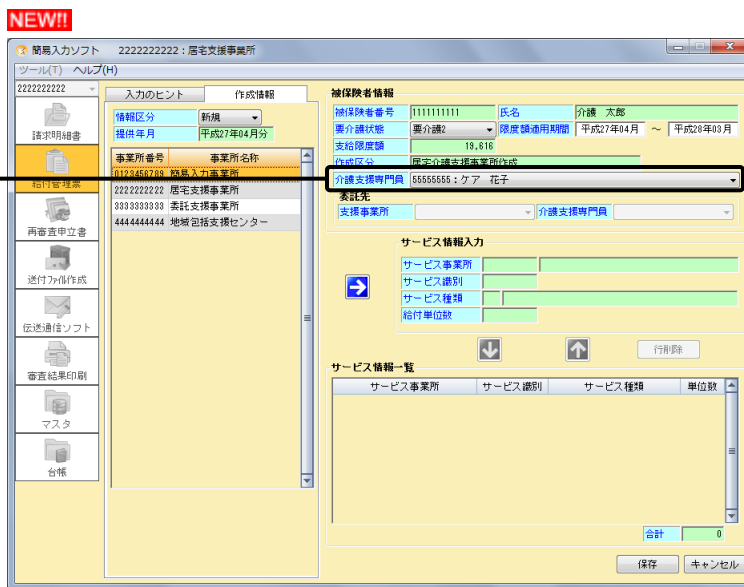 NEW!!
簡易入力ソフト 2222222222：居宅支援事業所
ツール(T) ヘルプ(H)
2222222222
請求明細書
給付管理票
再審査申立書
送付ファイル作成
伝送通信ソフト
審査結果印刷
マスタ
台帳
入力のヒント 作成情報
情報区分 新規
提供年月 平成27年04月分
事業所番号 事業所名称
0123456789 簡易入力事業所
2222222222 居宅支援事業所
3333333333 委託支援事業所
4444444444 地域包括支援センター
被保険者情報
被保険者番号 1111111111 氏名 介護 太郎
要介護状態 要介護2 限度額適用期間 平成27年04月 ～ 平成28年03月
支給限度額 19,616
作成区分 居宅介護支援事業所作成
介護支援専門員 55555555：ケア 花子
委託先
支援事業所 介護支援専門員
サービス情報入力
サービス事業所
サービス識別
サービス種類
給付単位数
行削除
サービス情報一覧
サービス事業所 サービス識別 サービス種類 単位数
合計 0
保存 キャンセル